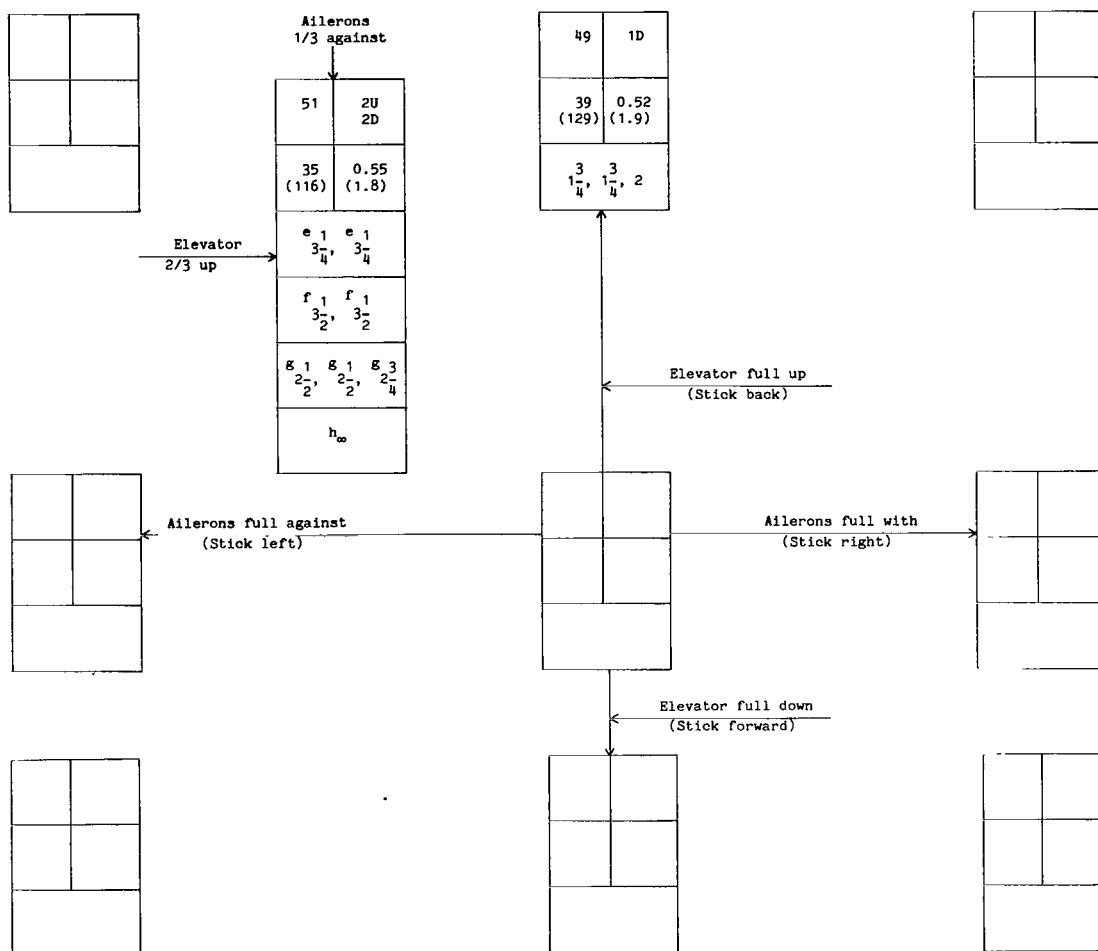 Ailerons
1/3 against
51 2U
2D
35 0.55
(116) (1.8)
Elevator
2/3 up
e 3 1/4, e 3 1/4
f 3 1/2, f 3 1/2
g 2 1/2, g 2 1/2, g 2 3/4
h ∞
49 1D
39 0.52
(129) (1.9)
1 3/4, 1 3/4, 2
Elevator full up
(Stick back)
Ailerons full against
(Stick left)
Ailerons full with
(Stick right)
Elevator full down
(Stick forward)